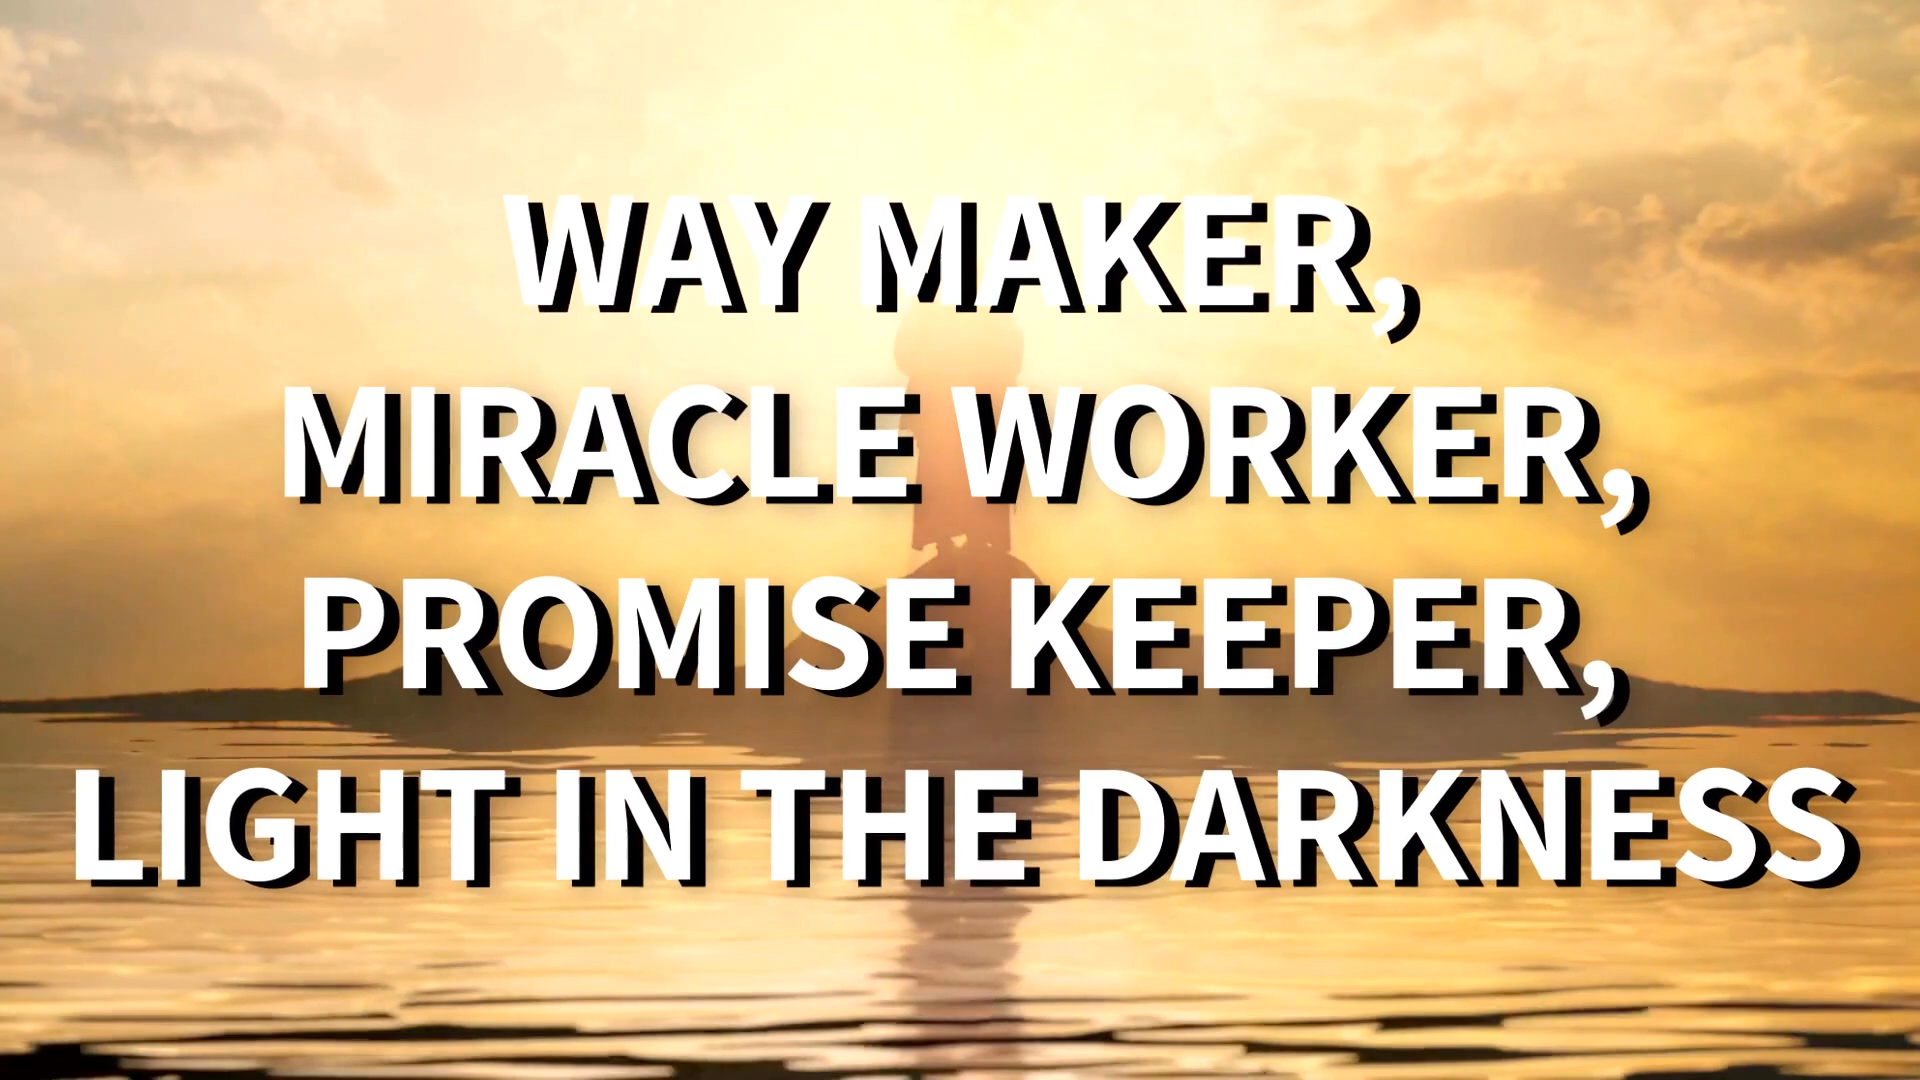 WAY MAKER,
MIRACLE WORKER,
PROMISE KEEPER,
LIGHT IN THE DARKNESS